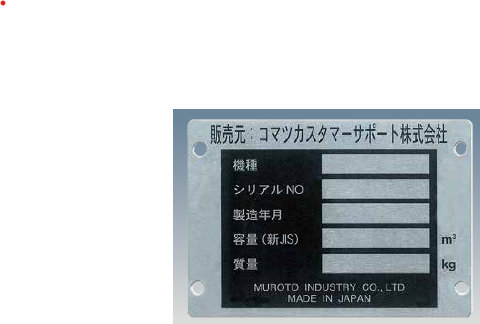 販売元：コマツカスタマーサポート株式会社
機種
シリアルNO
製造年月
容量（新JIS） m³
質量 kg
MUROTO INDUSTRY CO.,LTD
MADE IN JAPAN